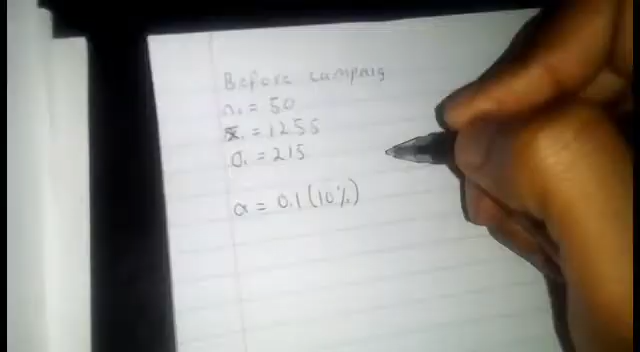 Before campaig
n₁ = 50
x̄₁ = 1255
σ₁ = 215
α = 0.1 (10%)